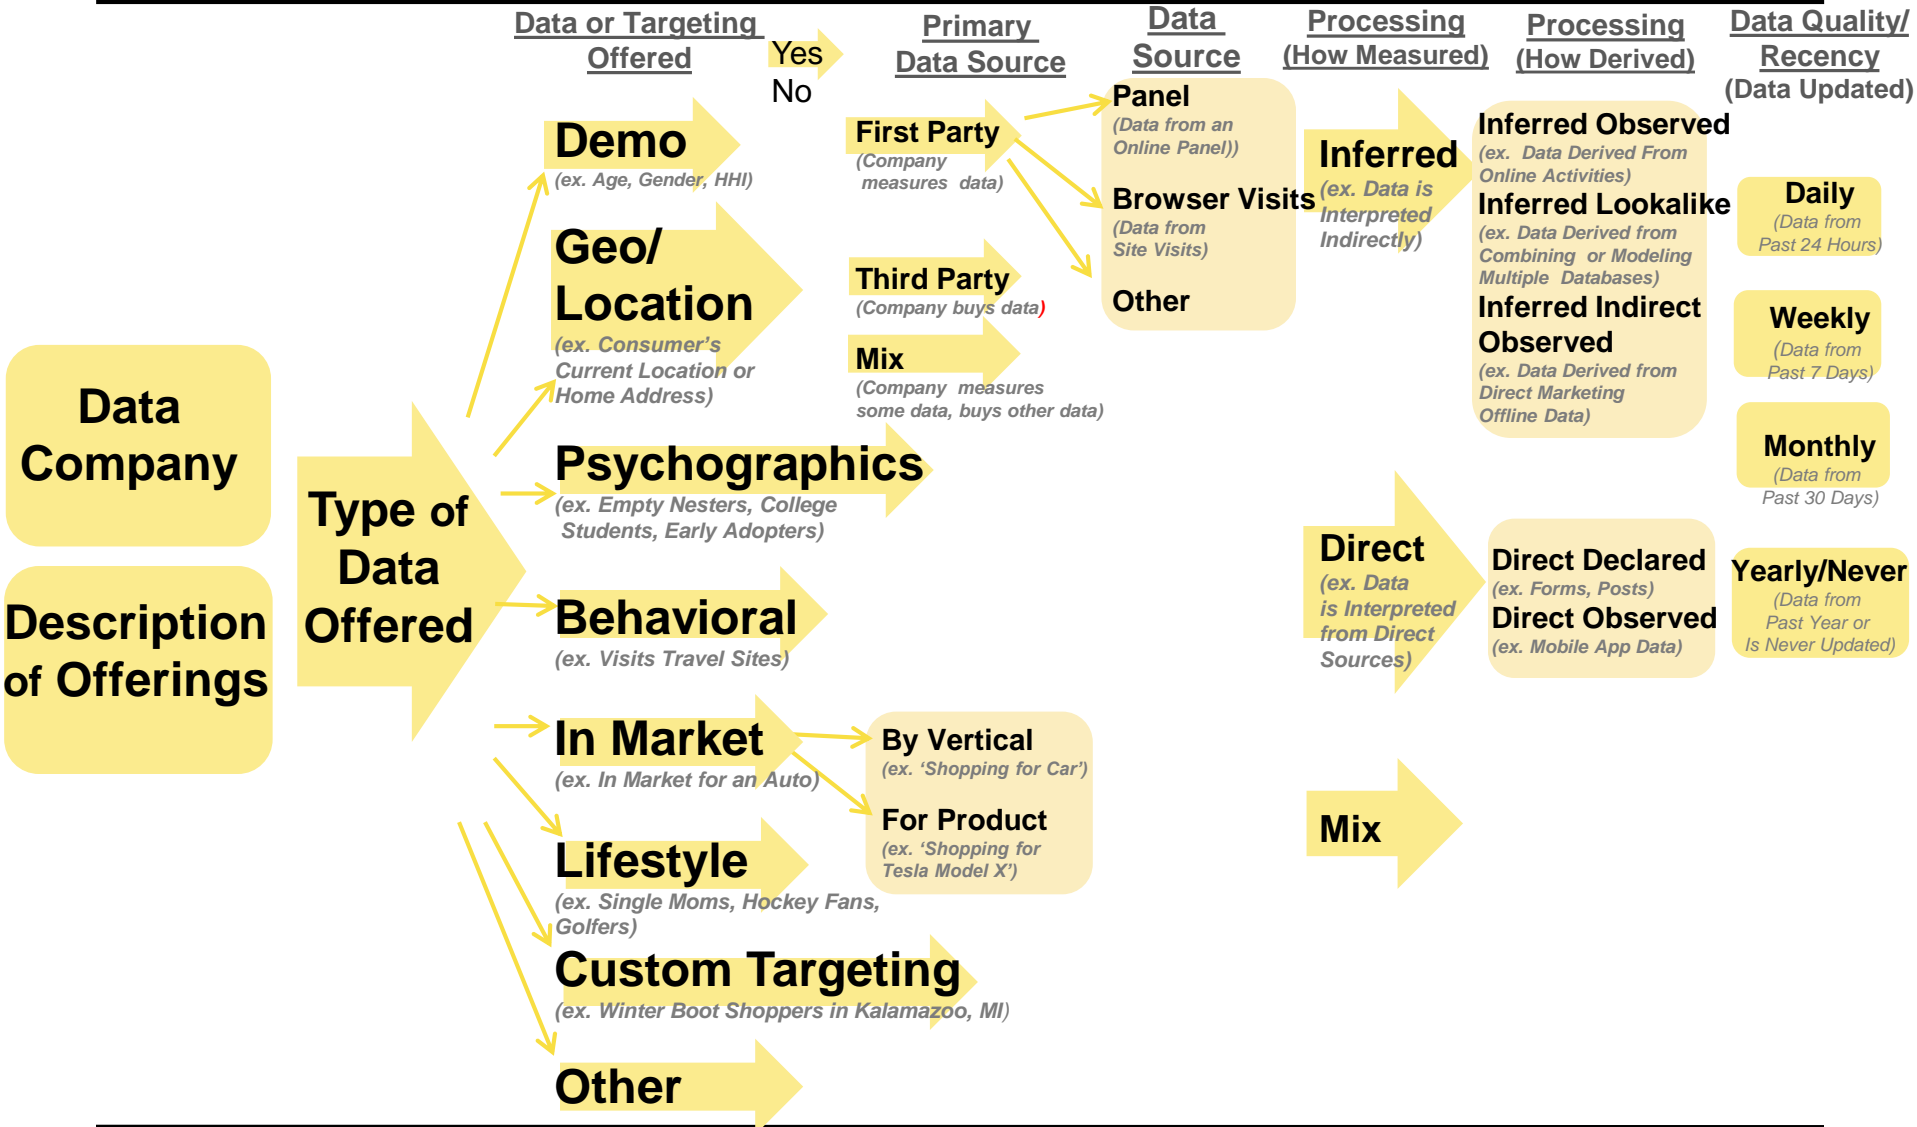 Data or Targeting
Offered
Yes
No
Primary
Data Source
Data
Source
Processing
(How Measured)
Processing
(How Derived)
Data Quality/
Recency
(Data Updated)
Data
Company
Description
of Offerings
Type of
Data
Offered
Demo
(ex. Age, Gender, HHI)
Geo/
Location
(ex. Consumer’s
Current Location or
Home Address)
Psychographics
(ex. Empty Nesters, College
Students, Early Adopters)
Behavioral
(ex. Visits Travel Sites)
In Market
(ex. In Market for an Auto)
Lifestyle
(ex. Single Moms, Hockey Fans,
Golfers)
Custom Targeting
(ex. Winter Boot Shoppers in Kalamazoo, MI)
Other
First Party
(Company
measures data)
Third Party
(Company buys data)
Mix
(Company measures
some data, buys other data)
By Vertical
(ex. ‘Shopping for Car’)
For Product
(ex. ‘Shopping for
Tesla Model X’)
Panel
(Data from an
Online Panel))
Browser Visits
(Data from
Site Visits)
Other
Inferred
(ex. Data is
Interpreted
Indirectly)
Direct
(ex. Data
is Interpreted
from Direct
Sources)
Mix
Inferred Observed
(ex. Data Derived From
Online Activities)
Inferred Lookalike
(ex. Data Derived from
Combining or Modeling
Multiple Databases)
Inferred Indirect
Observed
(ex. Data Derived from
Direct Marketing
Offline Data)
Direct Declared
(ex. Forms, Posts)
Direct Observed
(ex. Mobile App Data)
Daily
(Data from
Past 24 Hours)
Weekly
(Data from
Past 7 Days)
Monthly
(Data from
Past 30 Days)
Yearly/Never
(Data from
Past Year or
Is Never Updated)